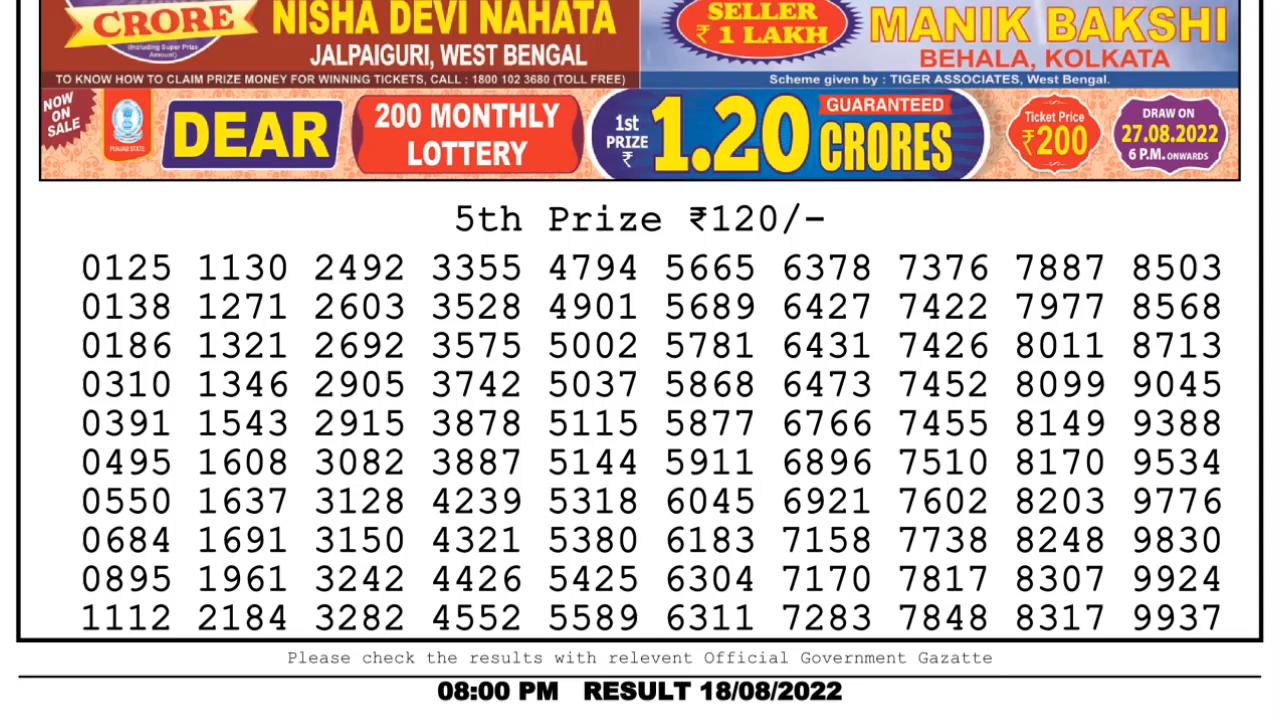 CRORE
(Including Super Prize
Amount)
NISHA DEVI NAHATA
JALPAIGURI, WEST BENGAL
TO KNOW HOW TO CLAIM PRIZE MONEY FOR WINNING TICKETS, CALL : 1800 102 3680 (TOLL FREE)
SELLER
₹ 1 LAKH
MANIK BAKSHI
BEHALA, KOLKATA
Scheme given by : TIGER ASSOCIATES, West Bengal.
NOW
ON
SALE
PUNJAB STATE
DEAR
200 MONTHLY
LOTTERY
1st
PRIZE
₹
1.20
GUARANTEED
CRORES
Ticket Price
₹200
DRAW ON
27.08.2022
6 P.M. ONWARDS
5th Prize ₹120/-
0125 1130 2492 3355 4794 5665 6378 7376 7887 8503
0138 1271 2603 3528 4901 5689 6427 7422 7977 8568
0186 1321 2692 3575 5002 5781 6431 7426 8011 8713
0310 1346 2905 3742 5037 5868 6473 7452 8099 9045
0391 1543 2915 3878 5115 5877 6766 7455 8149 9388
0495 1608 3082 3887 5144 5911 6896 7510 8170 9534
0550 1637 3128 4239 5318 6045 6921 7602 8203 9776
0684 1691 3150 4321 5380 6183 7158 7738 8248 9830
0895 1961 3242 4426 5425 6304 7170 7817 8307 9924
1112 2184 3282 4552 5589 6311 7283 7848 8317 9937
Please check the results with relevent Official Government Gazatte
08:00 PM RESULT 18/08/2022